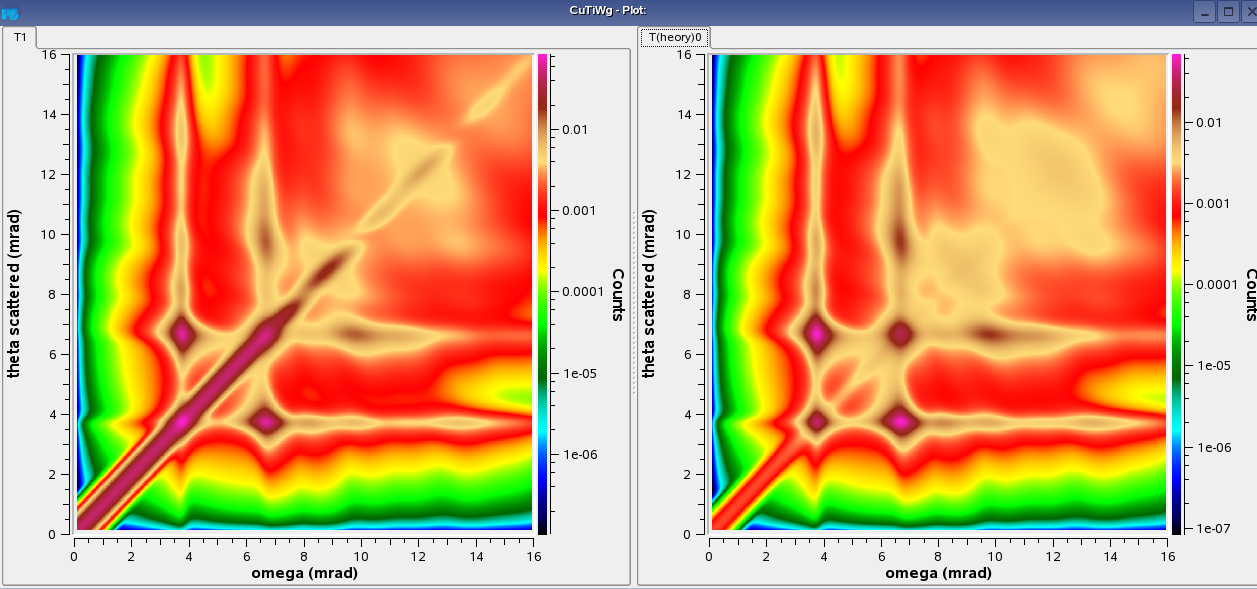 CuTiWg - Plot:
T1
16
14
12
10
8
6
4
2
0
theta scattered (mrad)
0 2 4 6 8 10 12 14 16
omega (mrad)
0.01
0.001
0.0001
1e-05
1e-06
Counts
T(heory)0
16
14
12
10
8
6
4
2
0
theta scattered (mrad)
0 2 4 6 8 10 12 14 16
omega (mrad)
0.01
0.001
0.0001
1e-05
1e-06
1e-07
Counts